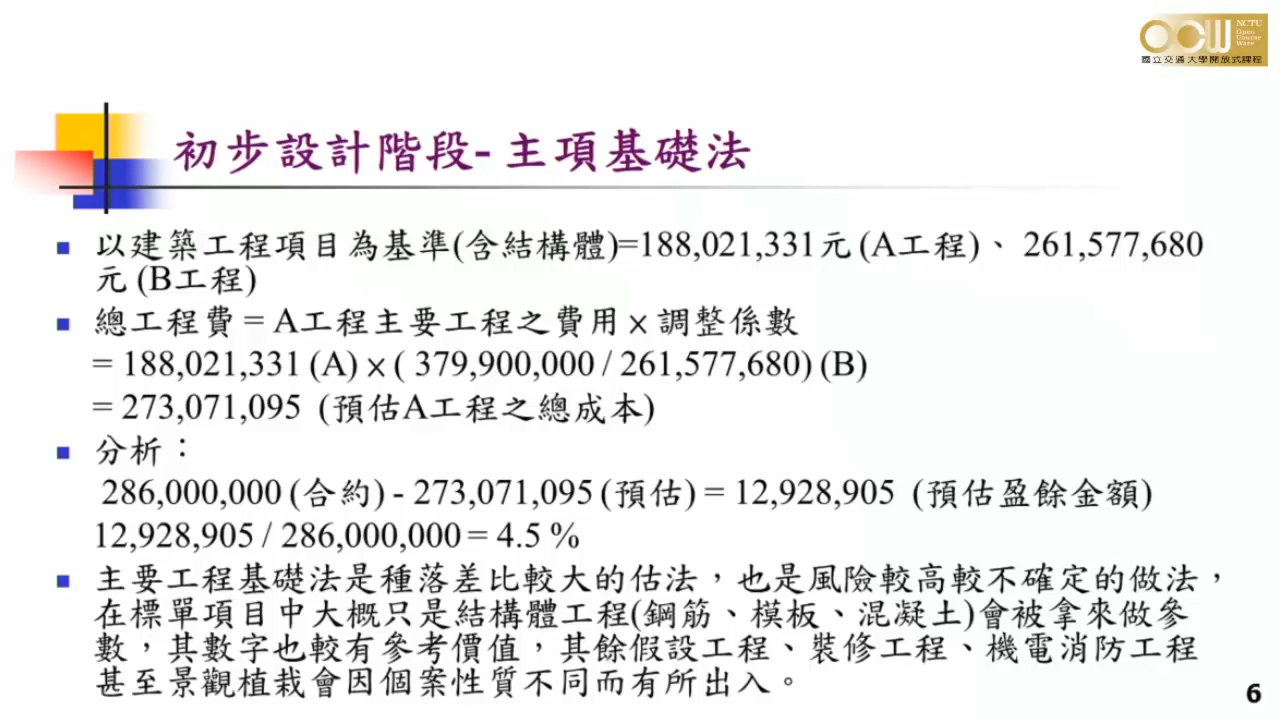 OCW
NCTU
Open
Course
Ware
國立交通大學開放式課程
初步設計階段- 主項基礎法
以建築工程項目為基準(含結構體)=188,021,331元 (A工程)、 261,577,680
元 (B工程)
總工程費 = A工程主要工程之費用 × 調整係數
= 188,021,331 (A) × ( 379,900,000 / 261,577,680) (B)
= 273,071,095 (預估A工程之總成本)
分析：
286,000,000 (合約) - 273,071,095 (預估) = 12,928,905 (預估盈餘金額)
12,928,905 / 286,000,000 = 4.5 %
主要工程基礎法是種落差比較大的估法，也是風險較高較不確定的做法，
在標單項目中大概只是結構體工程(鋼筋、模板、混凝土)會被拿來做參
數，其數字也較有參考價值，其餘假設工程、裝修工程、機電消防工程
甚至景觀植栽會因個案性質不同而有所出入。
6